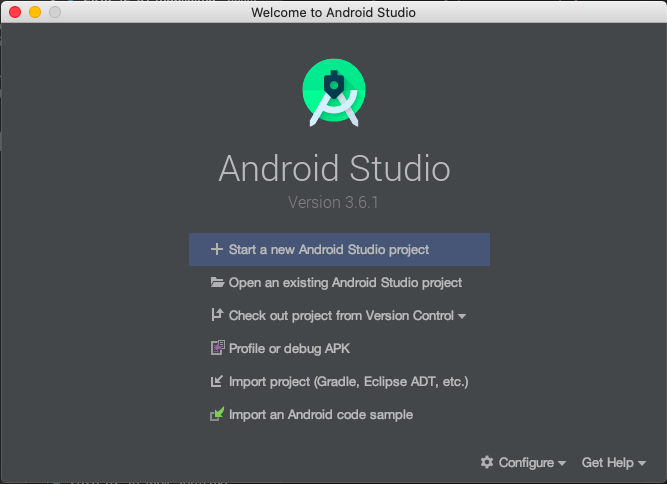 Welcome to Android Studio
Android Studio
Version 3.6.1
Start a new Android Studio project
Open an existing Android Studio project
Check out project from Version Control
Profile or debug APK
Import project (Gradle, Eclipse ADT, etc.)
Import an Android code sample
Configure Get Help